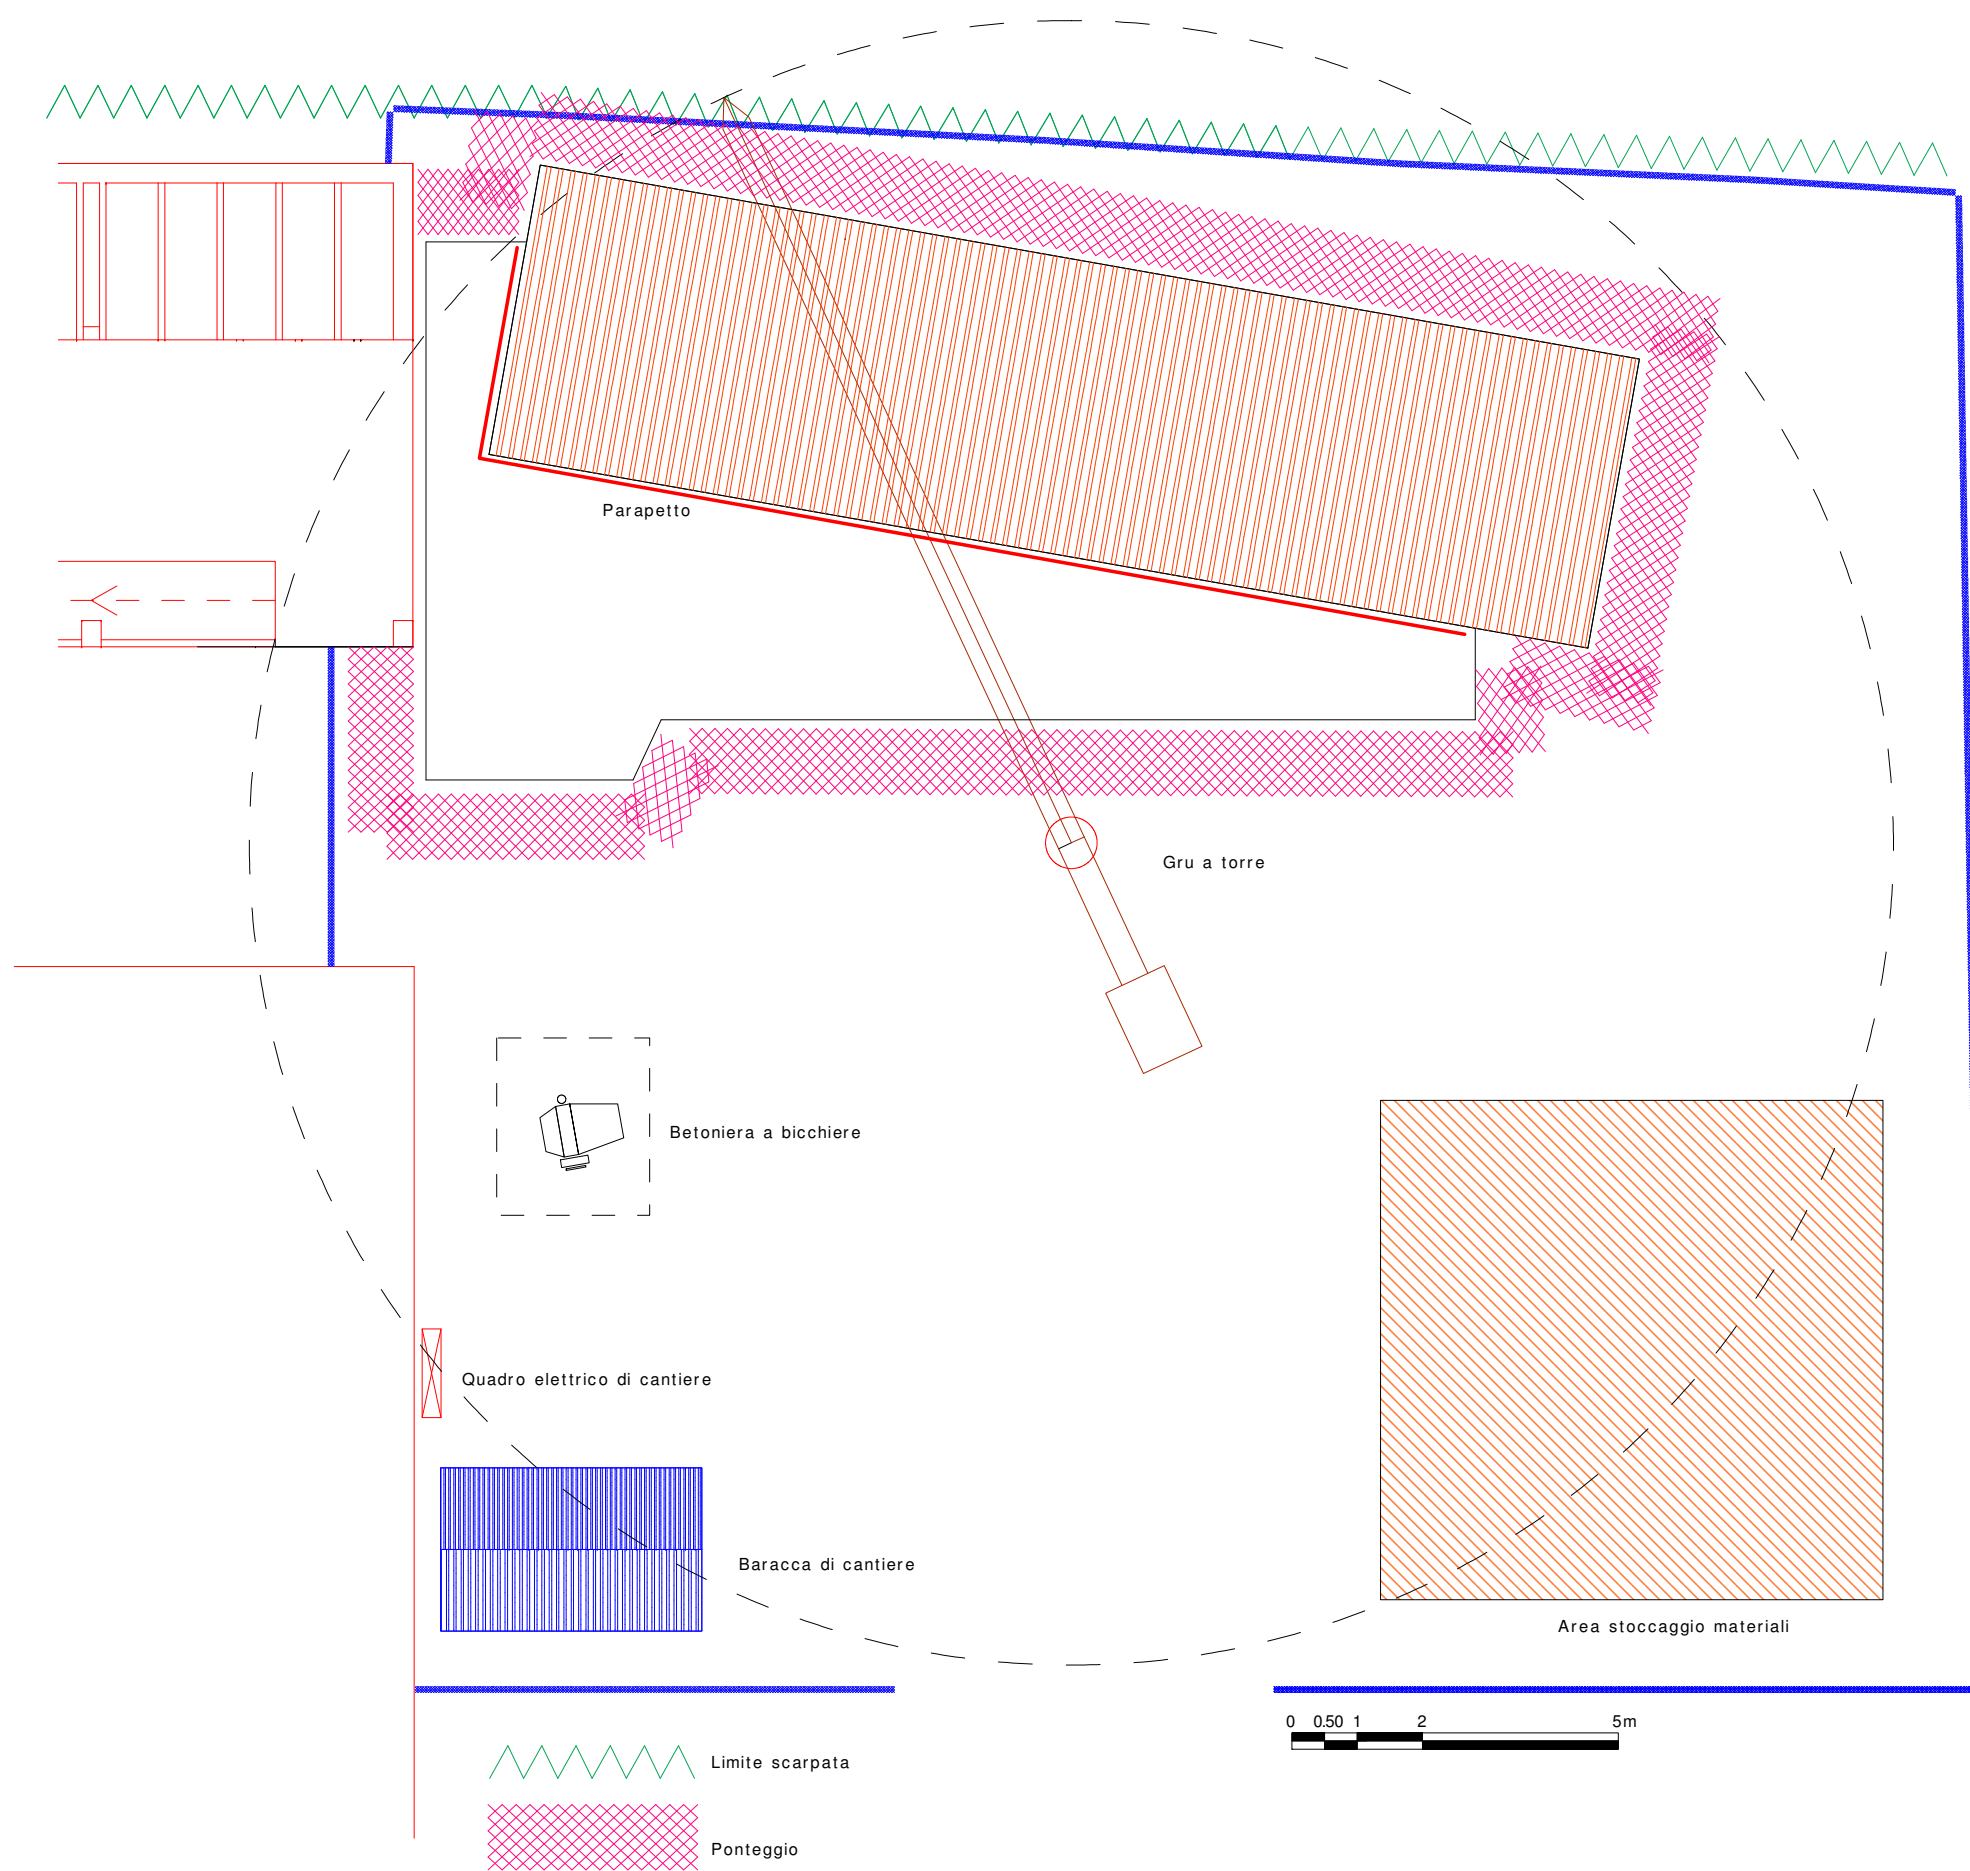 Parapetto
Gru a torre
Betoniera a bicchiere
Quadro elettrico di cantiere
Baracca di cantiere
Area stoccaggio materiali
0 0.50 1 2 5m
Limite scarpata
Ponteggio